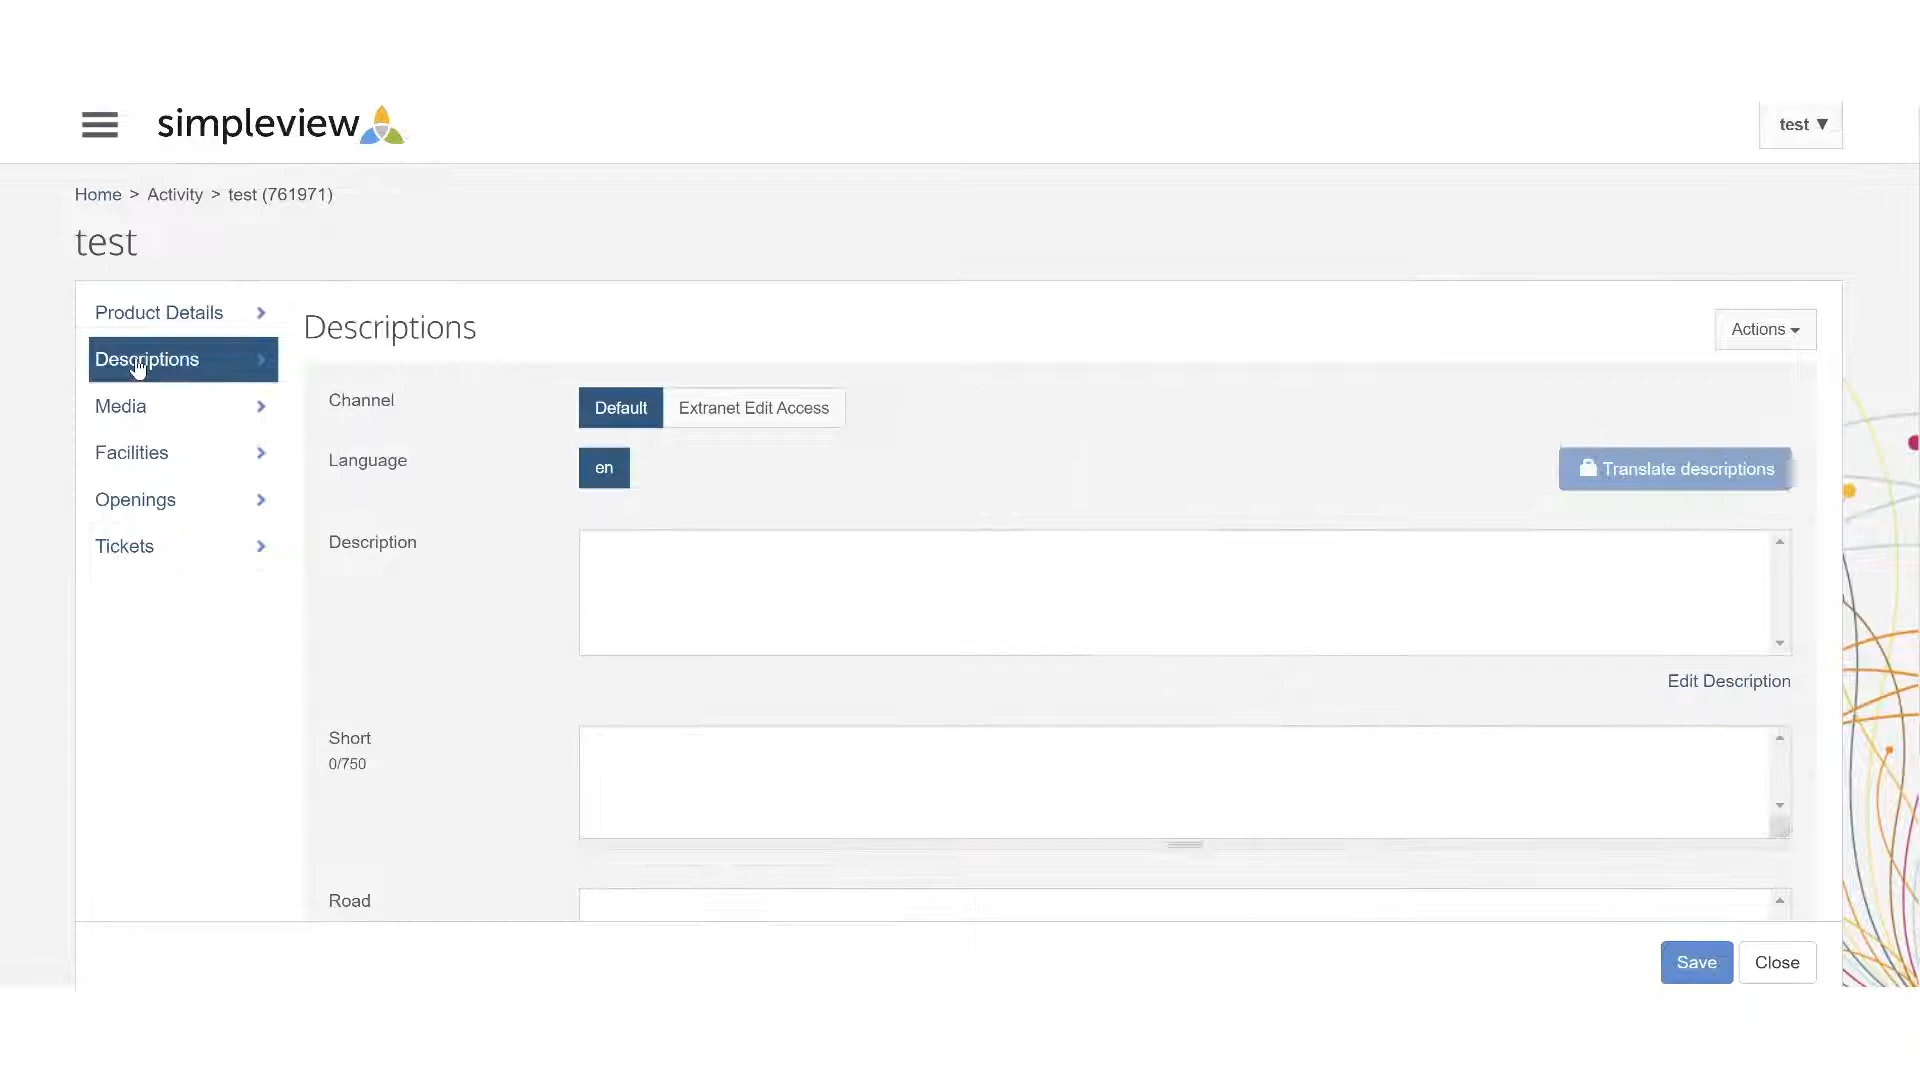 simpleview
test ▼
Home > Activity > test (761971)
test
Product Details
Descriptions
Media
Facilities
Openings
Tickets
Descriptions
Actions
Channel
Default
Extranet Edit Access
Language
en
Translate descriptions
Description
Edit Description
Short
0/750
Road
Save
Close